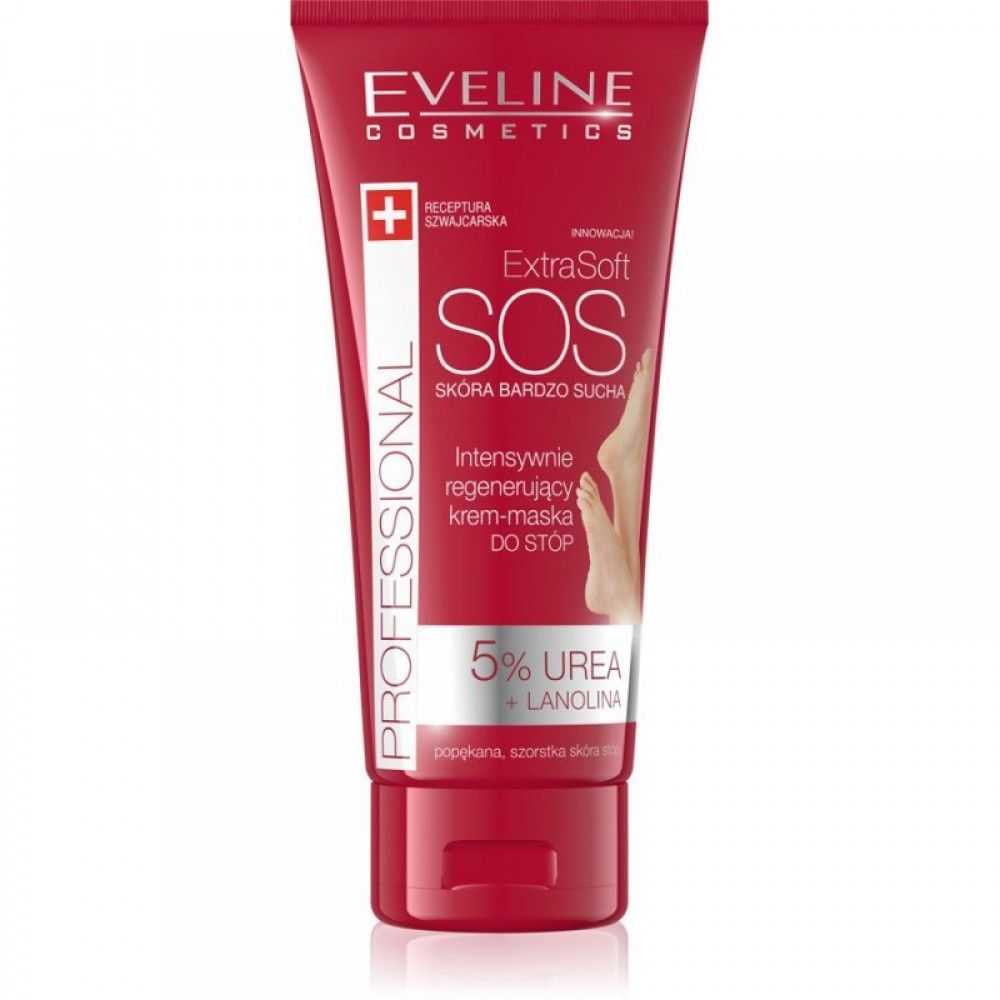 EVELINE
COSMETICS
RECEPTURA
SZWAJCARSKA
INNOWACJA!
ExtraSoft
SOS
SKÓRA BARDZO SUCHA
PROFESSIONAL
Intensywnie
regenerujący
krem-maska
DO STÓP
5% UREA
+ LANOLINA
popękana, szorstka skóra stóp